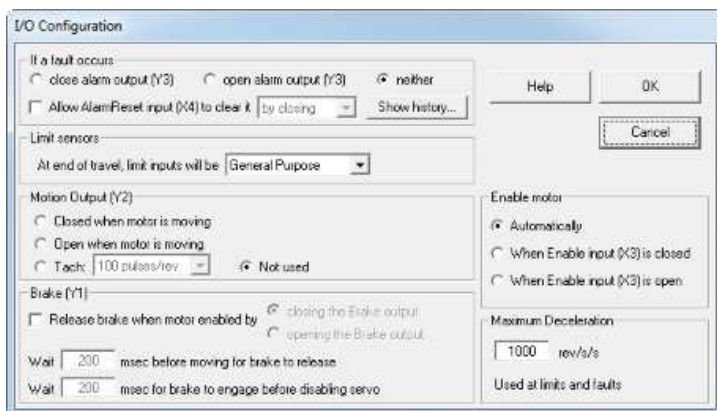 I/O Configuration
If a fault occurs
close alarm output (Y3) open alarm output (Y3) neither
Allow AlarmReset input (X4) to clear it by closing Show history...
Help OK
Cancel
Limit sensors
At end of travel, limit inputs will be General Purpose
Motion Output (Y2)
Closed when motor is moving
Open when motor is moving
Tach: 100 pulses/rev Not used
Enable motor
Automatically
When Enable input (X3) is closed
When Enable input (X3) is open
Brake (Y1)
Release brake when motor enabled by
closing the Brake output
opening the Brake output
Wait 200 msec before moving for brake to release
Wait 200 msec for brake to engage before disabling servo
Maximum Deceleration
1000 rev/s/s
Used at limits and faults